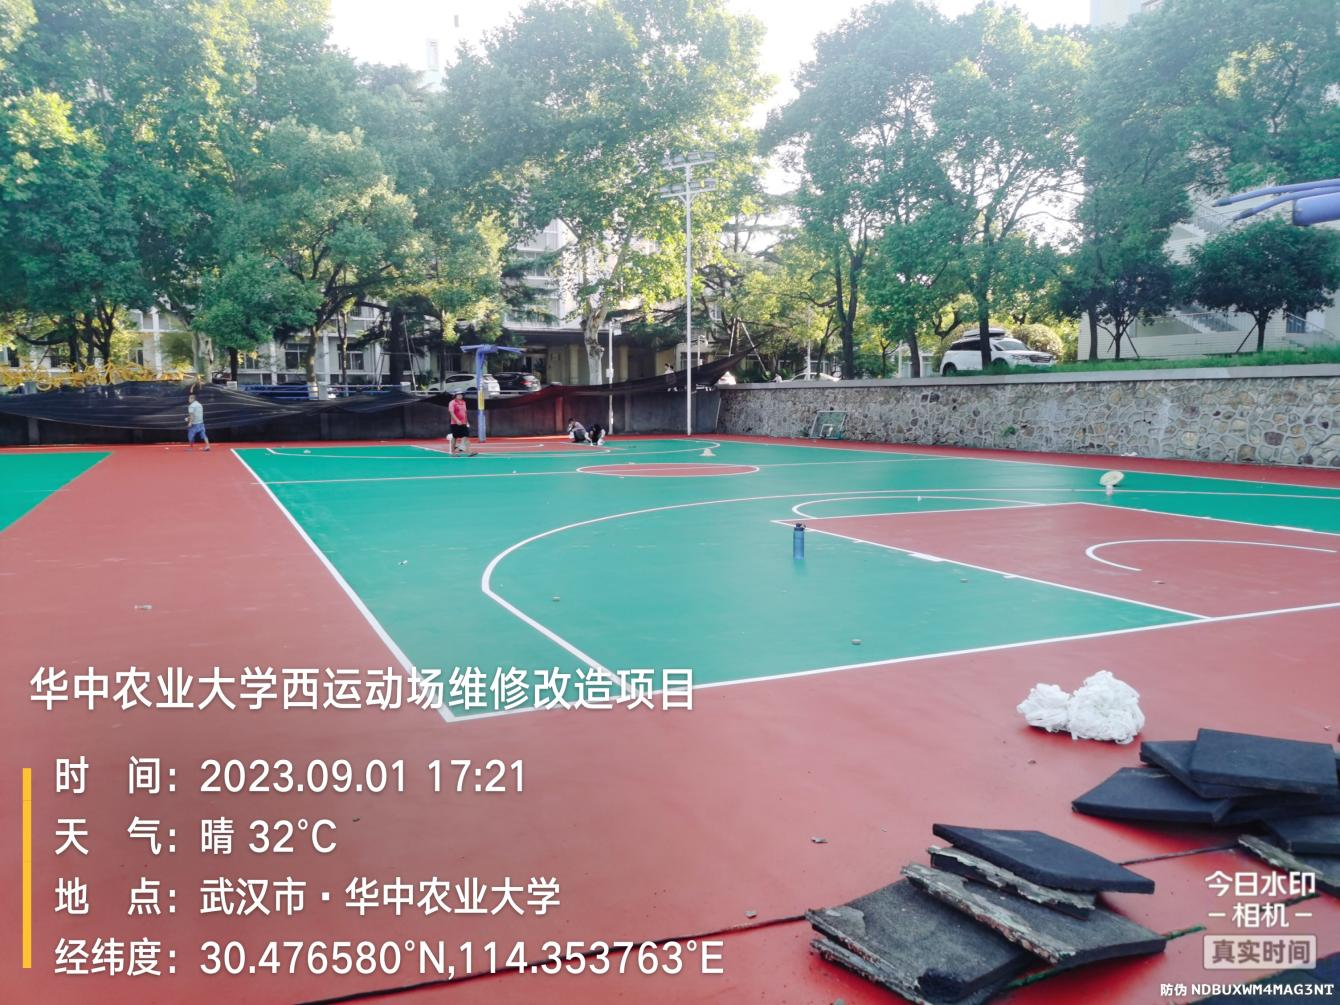 华中农业大学西运动场维修改造项目
时 间：2023.09.01 17:21
天 气：晴 32°C
地 点：武汉市·华中农业大学
经纬度：30.476580°N,114.353763°E
今日水印
-相机-
真实时间
防伪 NDBUXWM4MAG3NT